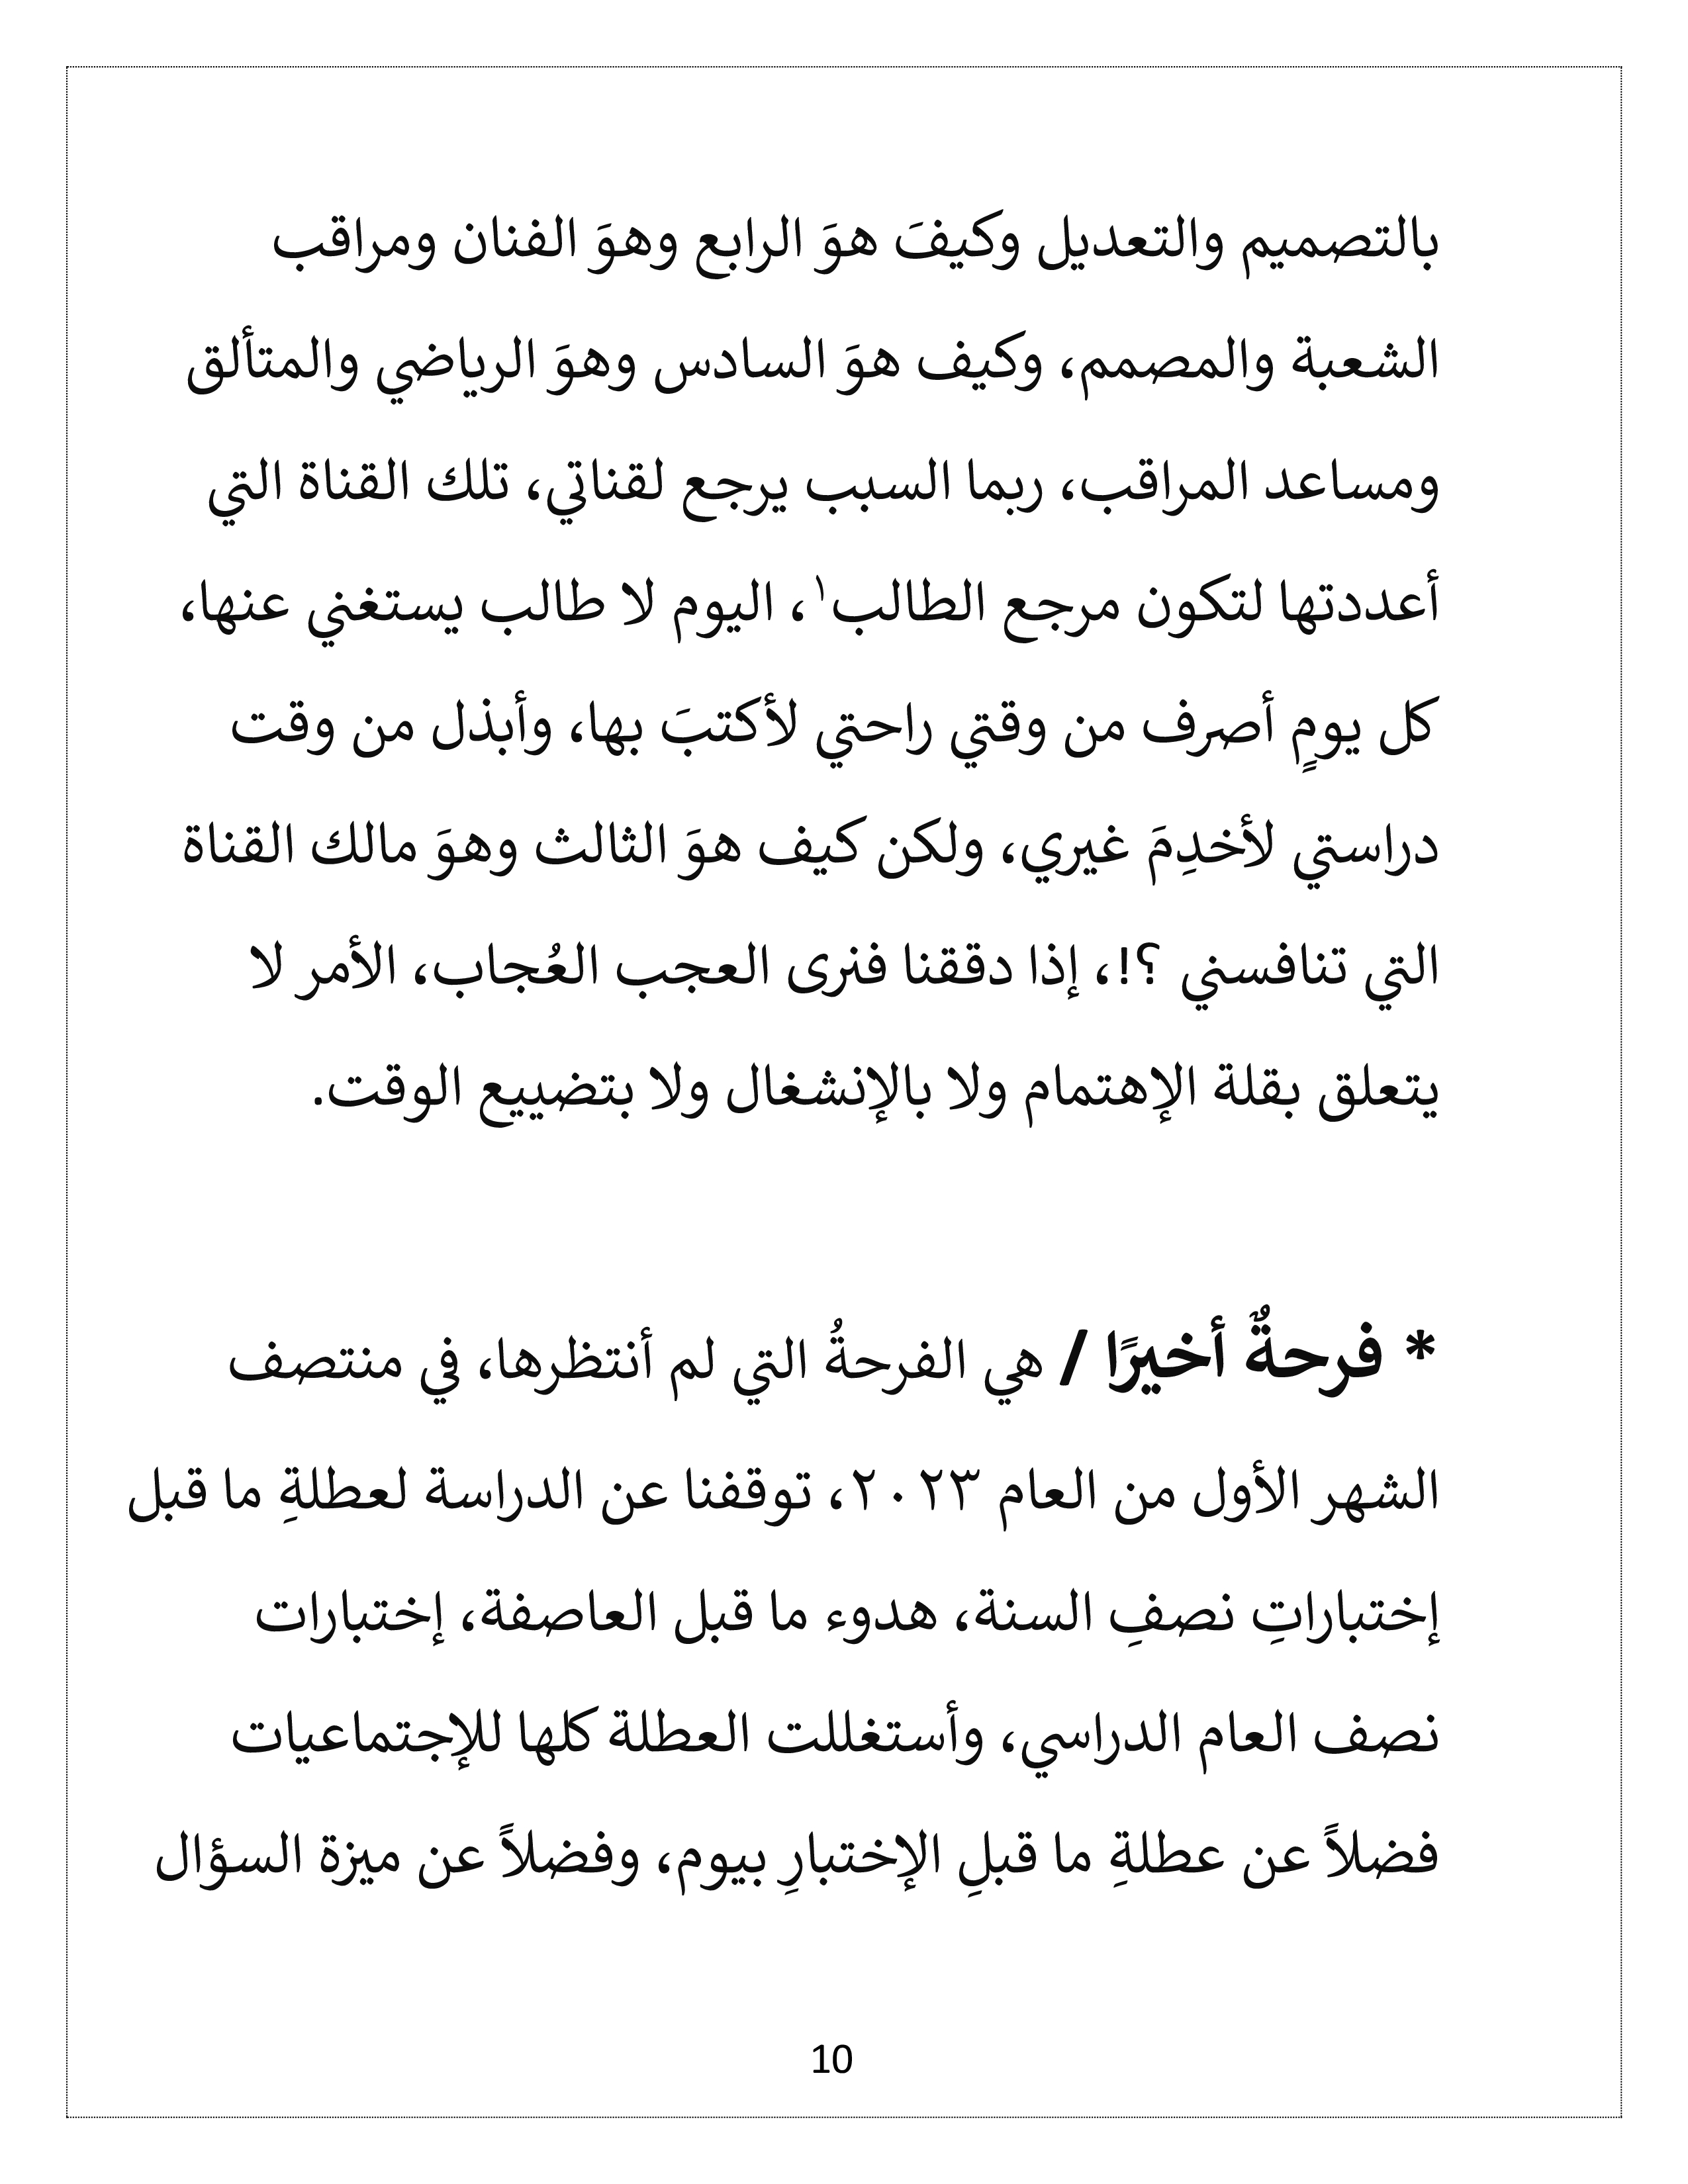 بالتصميم والتعديل وكيفَ هوَ الرابع وهوَ الفنان ومراقب
الشعبة والمصمم، وكيف هوَ السادس وهوَ الرياضي والمتألق
ومساعد المراقب، ربما السبب يرجع لقناتي، تلك القناة التي
أعددتها لتكون مرجع الطالب١، اليوم لا طالب يستغني عنها،
كل يومٍ أصرف من وقتي راحتي لأكتبَ بها، وأبذل من وقت
دراستي لأخدِمَ غيري، ولكن كيف هوَ الثالث وهوَ مالك القناة
التي تنافسني ؟!، إذا دققنا فنرى العجب العُجاب، الأمر لا
يتعلق بقلة الإهتمام ولا بالإنشغال ولا بتضييع الوقت.
* فرحةٌ أخيرًا / هي الفرحةُ التي لم أنتظرها، في منتصف
الشهر الأول من العام ٢٠٢٣، توقفنا عن الدراسة لعطلةِ ما قبل
إختباراتِ نصفِ السنة، هدوء ما قبل العاصفة، إختبارات
نصف العام الدراسي، وأستغللت العطلة كلها للإجتماعيات
فضلاً عن عطلةِ ما قبلِ الإختبارِ بيوم، وفضلاً عن ميزة السؤال
10